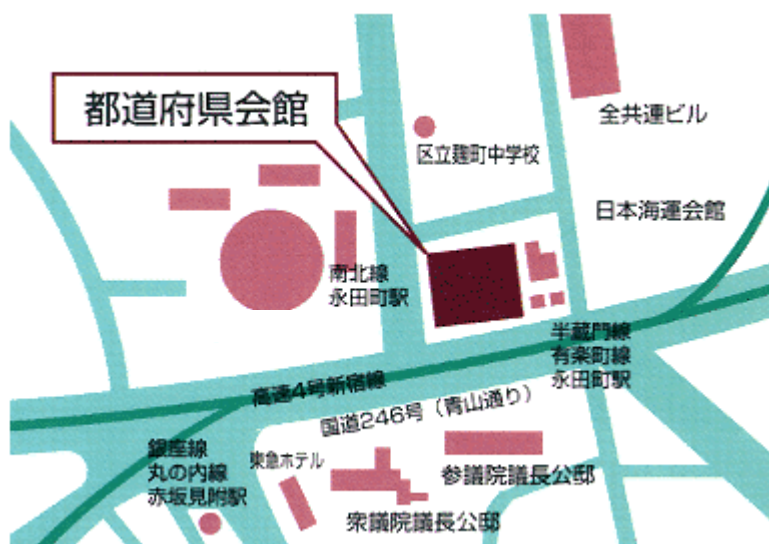 都道府県会館
全共連ビル
区立麹町中学校
日本海運会館
南北線
永田町駅
半蔵門線
有楽町線
永田町駅
高速4号新宿線
国道246号（青山通り）
銀座線
丸の内線
赤坂見附駅
東急ホテル
参議院議長公邸
衆議院議長公邸